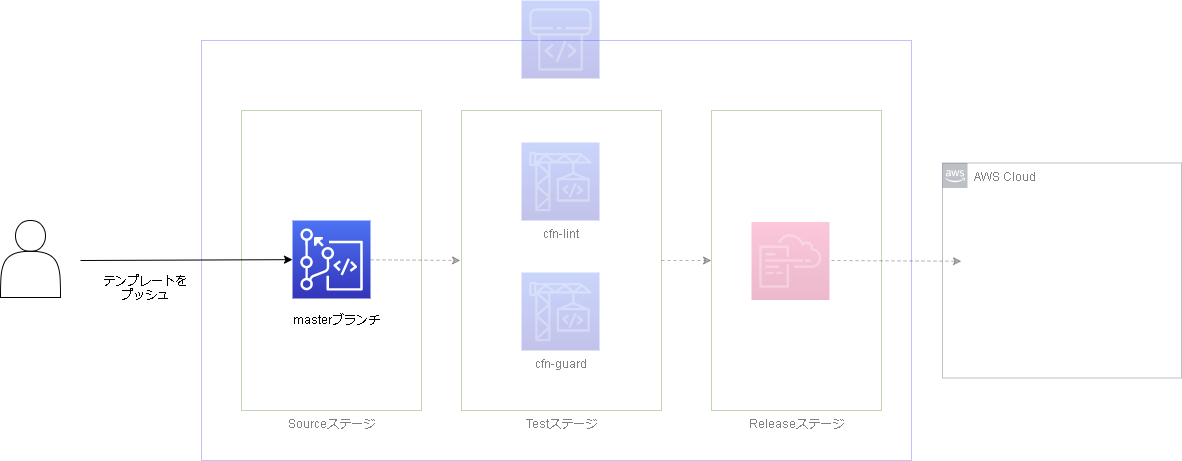 テンプレートを
プッシュ
masterブランチ
Sourceステージ
cfn-lint
cfn-guard
Testステージ
Releaseステージ
aws
AWS Cloud